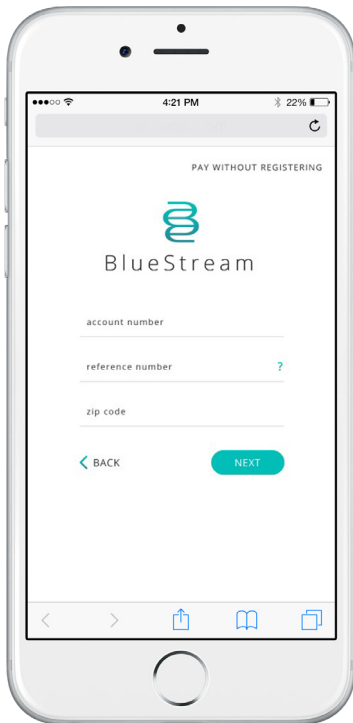 4:21 PM
22%
PAY WITHOUT REGISTERING
BlueStream
account number
reference number ?
zip code
BACK
NEXT